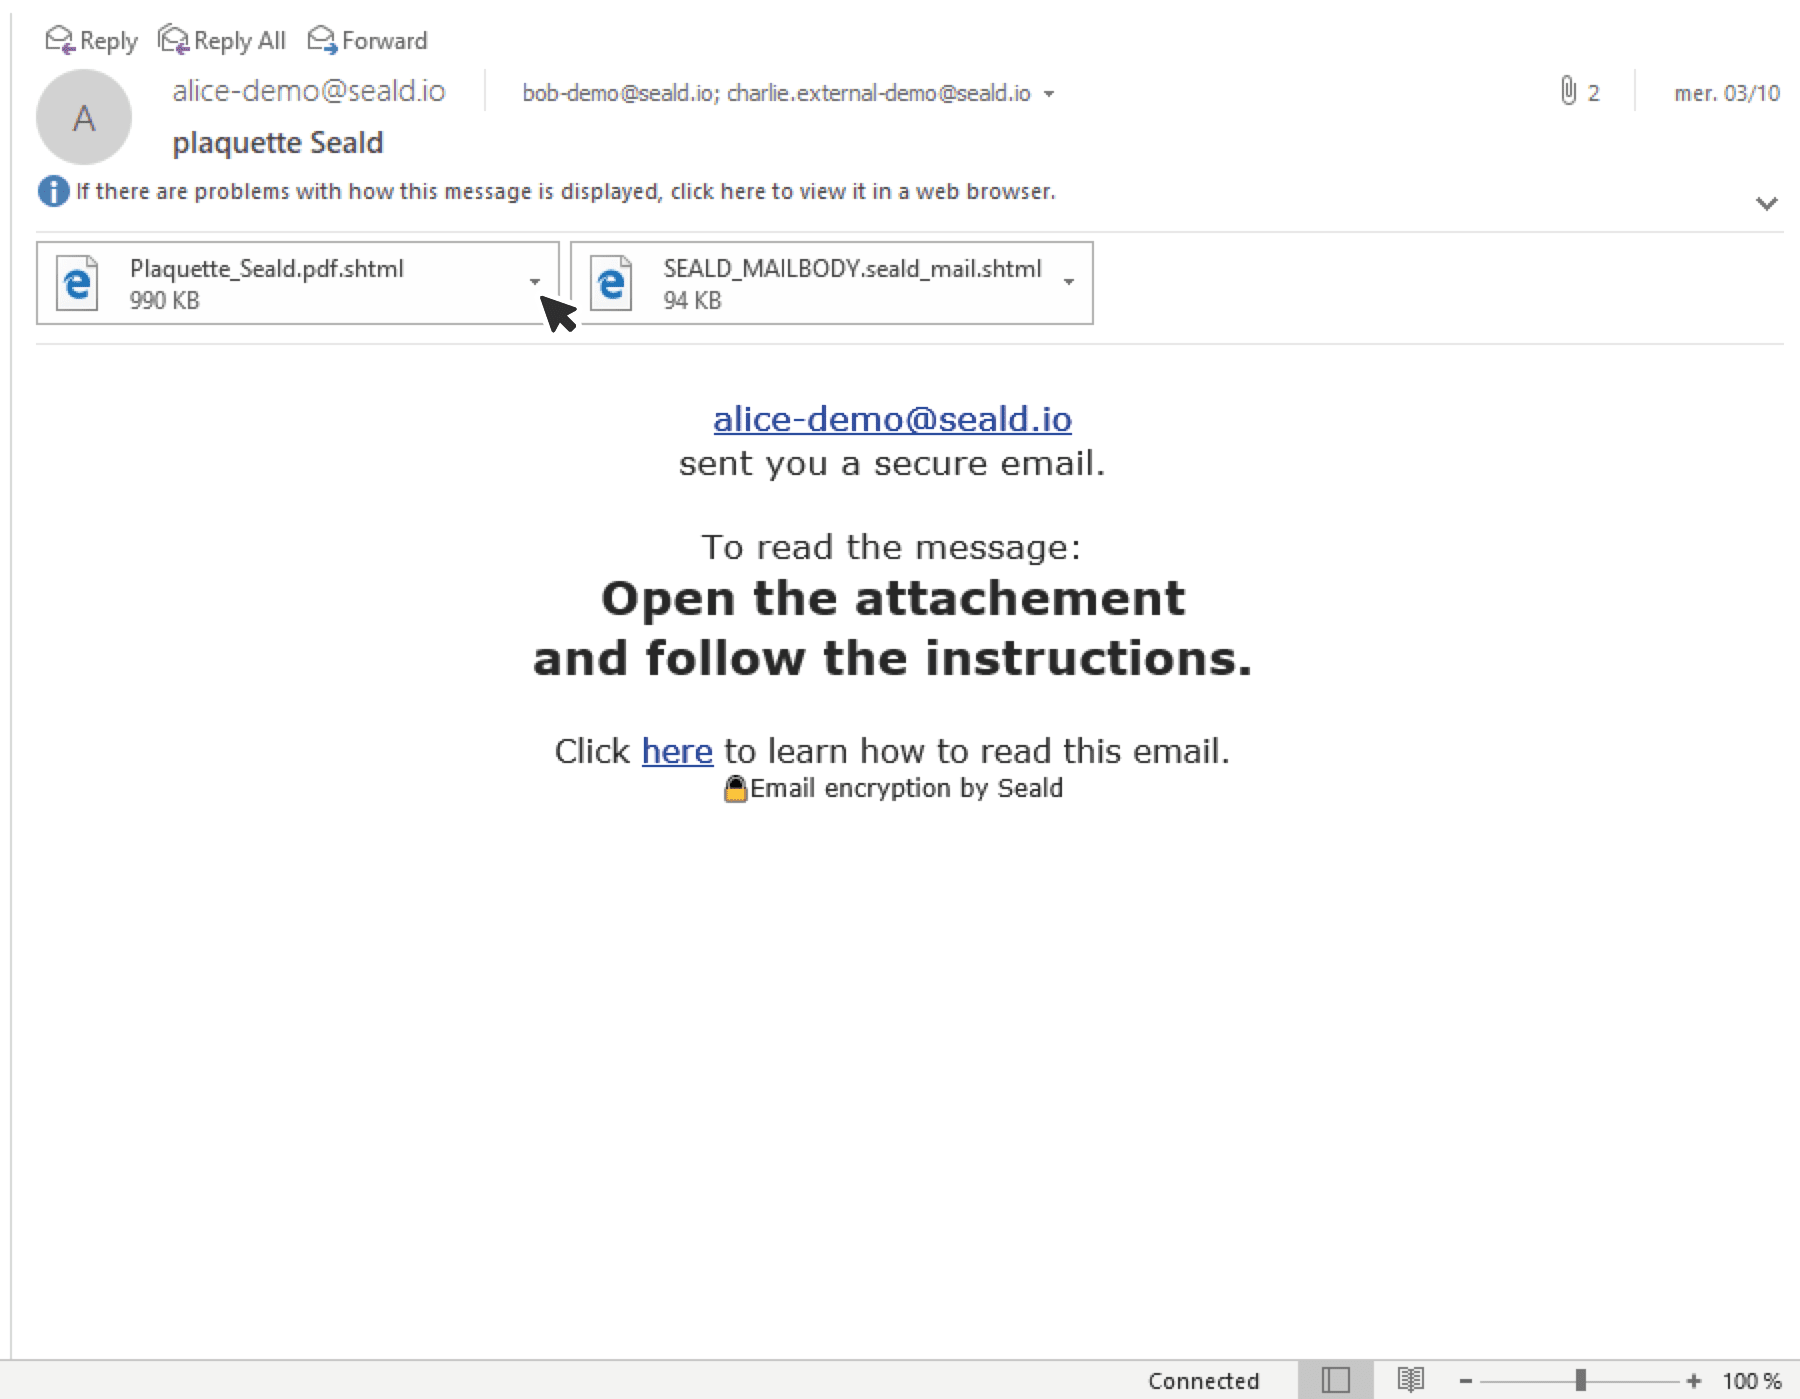 Reply Reply All Forward
A
alice-demo@seald.io bob-demo@seald.io; charlie.external-demo@seald.io 2 mer. 03/10
plaquette Seald
If there are problems with how this message is displayed, click here to view it in a web browser.
Plaquette_Seald.pdf.shtml SEALD_MAILBODY.seald_mail.shtml
990 KB 94 KB
alice-demo@seald.io
sent you a secure email.
To read the message:
Open the attachement
and follow the instructions.
Click here to learn how to read this email.
Email encryption by Seald
Connected 100 %